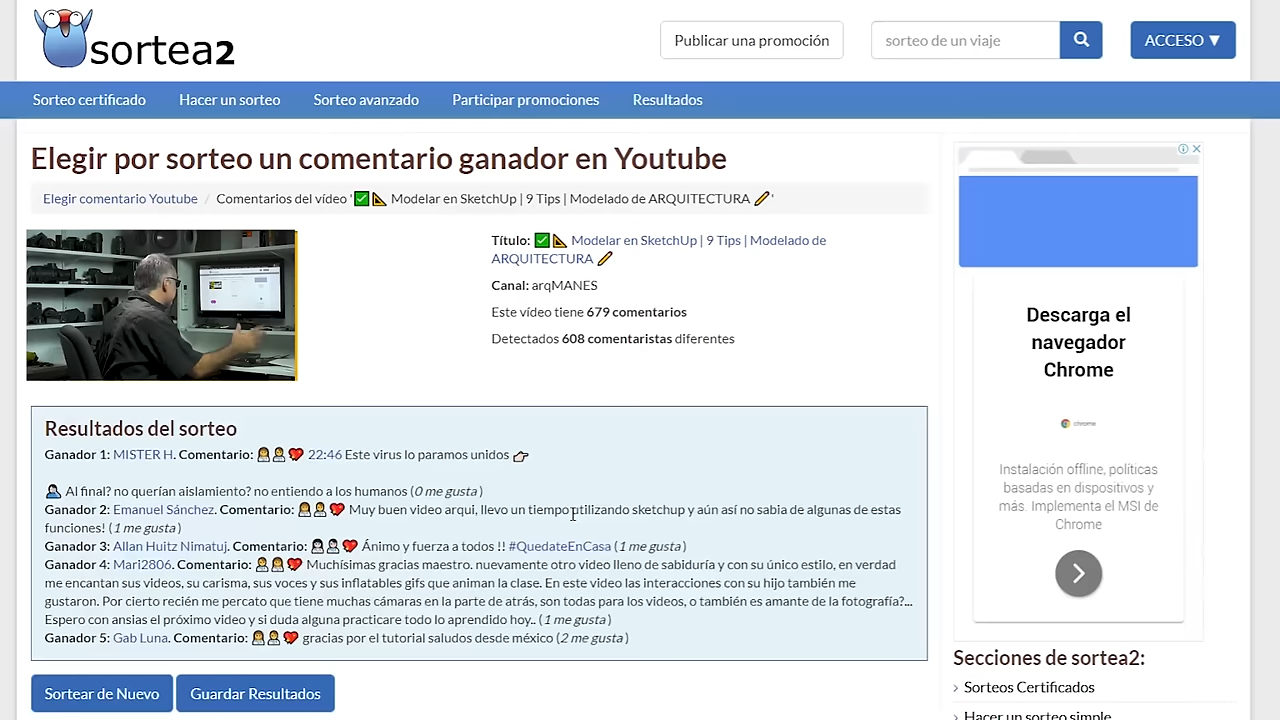 sortea2
Publicar una promoción
sorteo de un viaje
ACCESO ▼
Sorteo certificado
Hacer un sorteo
Sorteo avanzado
Participar promociones
Resultados
Elegir por sorteo un comentario ganador en Youtube
Elegir comentario Youtube / Comentarios del vídeo '✅📐 Modelar en SketchUp | 9 Tips | Modelado de ARQUITECTURA 🖍'
Título: ✅📐 Modelar en SketchUp | 9 Tips | Modelado de
ARQUITECTURA 🖍
Canal: arqMANES
Este vídeo tiene 679 comentarios
Detectados 608 comentaristas diferentes
Resultados del sorteo
Ganador 1: MISTER H. Comentario: 👩‍⚕️👨‍⚕️❤️ 22:46 Este virus lo paramos unidos 👉
👤 Al final? no querían aislamiento? no entiendo a los humanos (0 me gusta )
Ganador 2: Emanuel Sánchez. Comentario: 👩‍⚕️👨‍⚕️❤️ Muy buen video arqui, llevo un tiempo utilizando sketchup y aún así no sabia de algunas de estas
funciones! (1 me gusta )
Ganador 3: Allan Huitz Nimatuj. Comentario: 👩‍⚕️👨‍⚕️❤️ Ánimo y fuerza a todos !! #QuedateEnCasa (1 me gusta )
Ganador 4: Mari2806. Comentario: 👩‍⚕️👨‍⚕️❤️ Muchísimas gracias maestro. nuevamente otro video lleno de sabiduría y con su único estilo, en verdad
me encantan sus videos, su carisma, sus voces y sus inflatables gifs que animan la clase. En este video las interacciones con su hijo también me
gustaron. Por cierto recién me percato que tiene muchas cámaras en la parte de atrás, son todas para los videos, o también es amante de la fotografía?...
Espero con ansias el próximo video y si duda alguna practicare todo lo aprendido hoy.. (1 me gusta )
Ganador 5: Gab Luna. Comentario: 👩‍⚕️👨‍⚕️❤️ gracias por el tutorial saludos desde méxico (2 me gusta )
Sortear de Nuevo
Guardar Resultados
Descarga el
navegador
Chrome
chrome
Instalación offline, políticas
basadas en dispositivos y
más. Implementa el MSI de
Chrome
Secciones de sortea2:
› Sorteos Certificados
› Hacer un sorteo simple